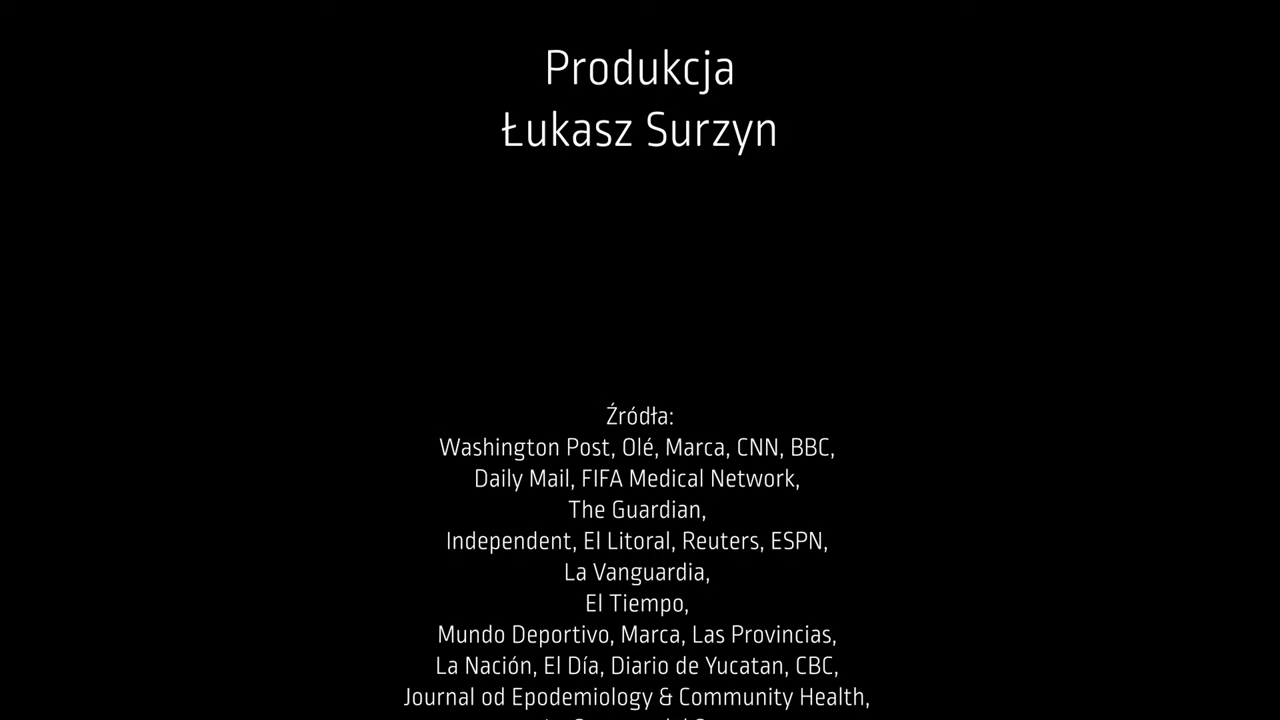 Produkcja
Łukasz Surzyn
Źródła:
Washington Post, Olé, Marca, CNN, BBC,
Daily Mail, FIFA Medical Network,
The Guardian,
Independent, El Litoral, Reuters, ESPN,
La Vanguardia,
El Tiempo,
Mundo Deportivo, Marca, Las Provincias,
La Nación, El Día, Diario de Yucatan, CBC,
Journal od Epodemiology & Community Health,